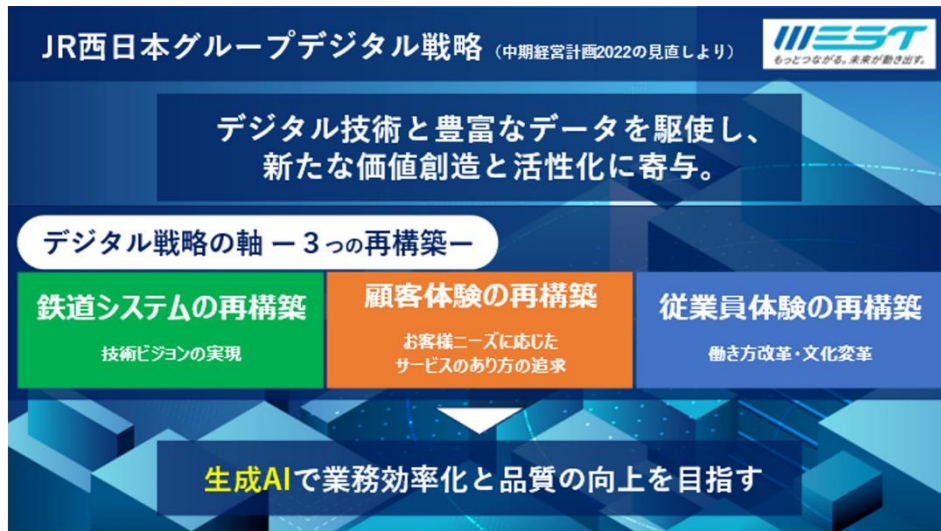 JR西日本グループデジタル戦略（中期経営計画2022の見直しより）
WEST
もっとつながる。未来が動き出す。
デジタル技術と豊富なデータを駆使し、
新たな価値創造と活性化に寄与。
デジタル戦略の軸 ー３つの再構築ー
鉄道システムの再構築
技術ビジョンの実現
顧客体験の再構築
お客様ニーズに応じた
サービスのあり方の追求
従業員体験の再構築
働き方改革・文化変革
生成AIで業務効率化と品質の向上を目指す